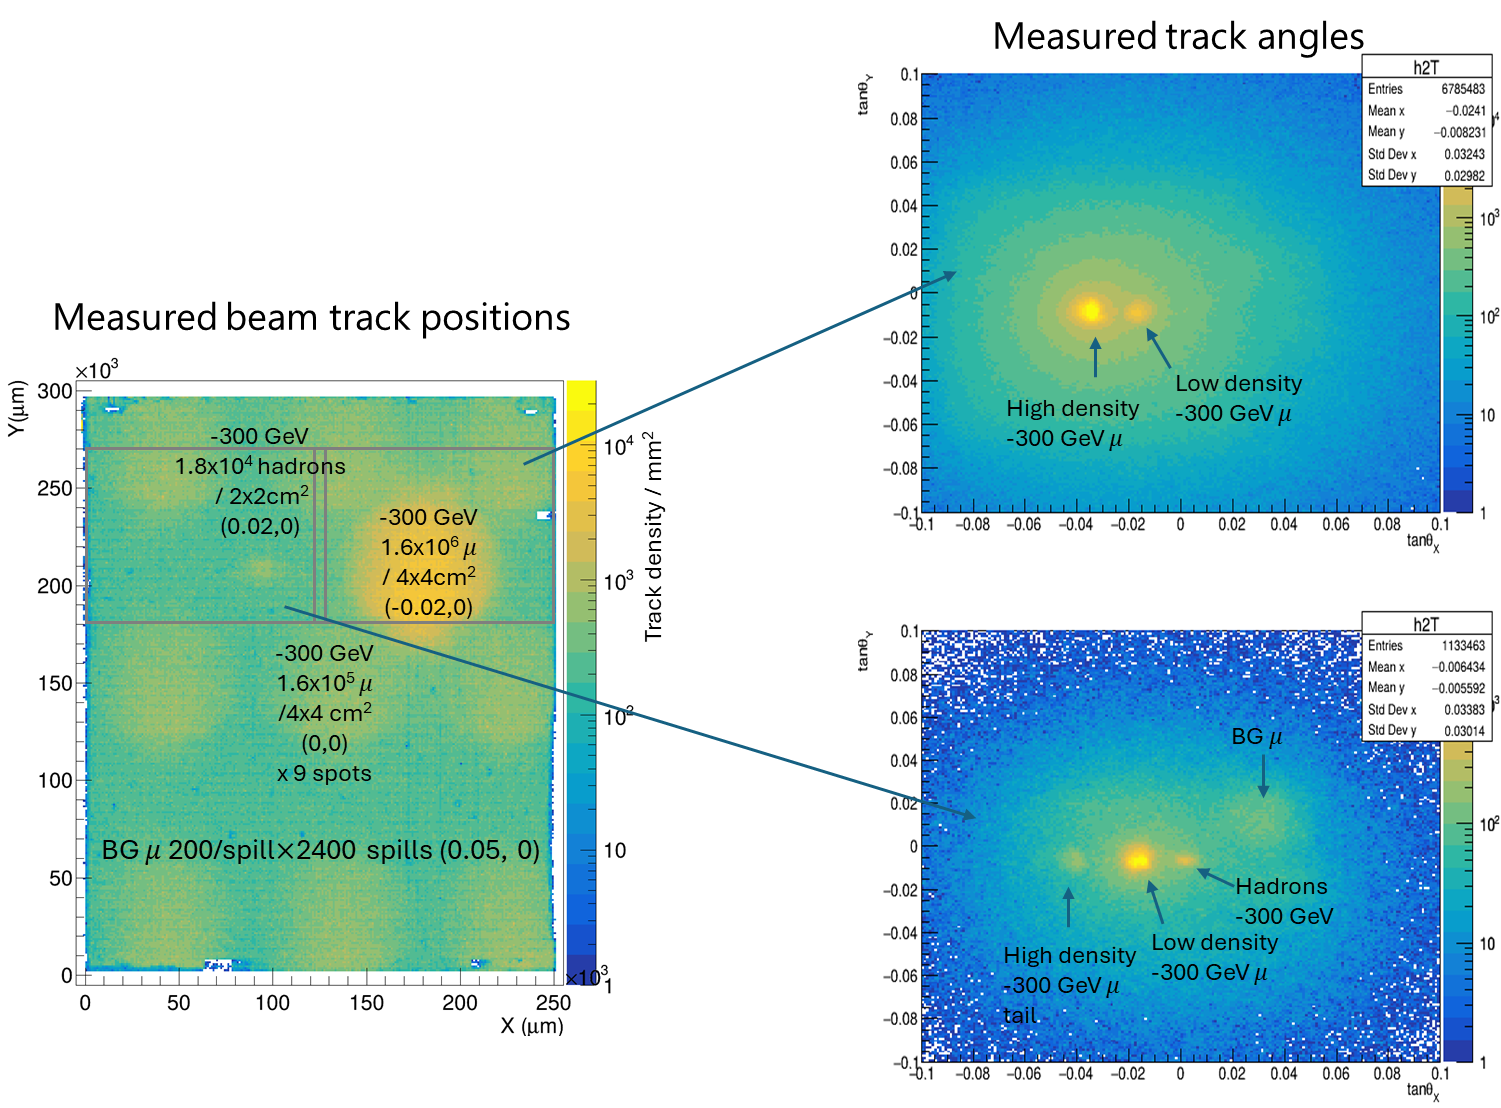 Measured track angles
h2T
Entries 6785483
Mean x −0.0241
Mean y −0.008231
Std Dev x 0.03243
Std Dev y 0.02982
tanθY
0.1
0.08
0.06
0.04
0.02
0
−0.02
−0.04
−0.06
−0.08
−0.1
−0.1 −0.08 −0.06 −0.04 −0.02 0 0.02 0.04 0.06 0.08 0.1
tanθX
10³
10²
10
1
High density
-300 GeV μ
Low density
-300 GeV μ
Measured beam track positions
×10³
Y(μm)
300
250
200
150
100
50
0
0 50 100 150 200 250
×10³
X (μm)
10⁴
10³
10²
10
1
Track density / mm²
-300 GeV
1.8x10⁴ hadrons
/ 2x2cm²
(0.02,0)
-300 GeV
1.6x10⁶ μ
/ 4x4cm²
(-0.02,0)
-300 GeV
1.6x10⁵ μ
/4x4 cm²
(0,0)
x 9 spots
BG μ 200/spill×2400 spills (0.05, 0)
h2T
Entries 1133463
Mean x −0.006434
Mean y −0.005592
Std Dev x 0.03383
Std Dev y 0.03014
tanθY
0.1
0.08
0.06
0.04
0.02
0
−0.02
−0.04
−0.06
−0.08
−0.1
−0.1 −0.08 −0.06 −0.04 −0.02 0 0.02 0.04 0.06 0.08 0.1
tanθX
10²
10
1
BG μ
Hadrons
-300 GeV
Low density
-300 GeV μ
High density
-300 GeV μ
tail